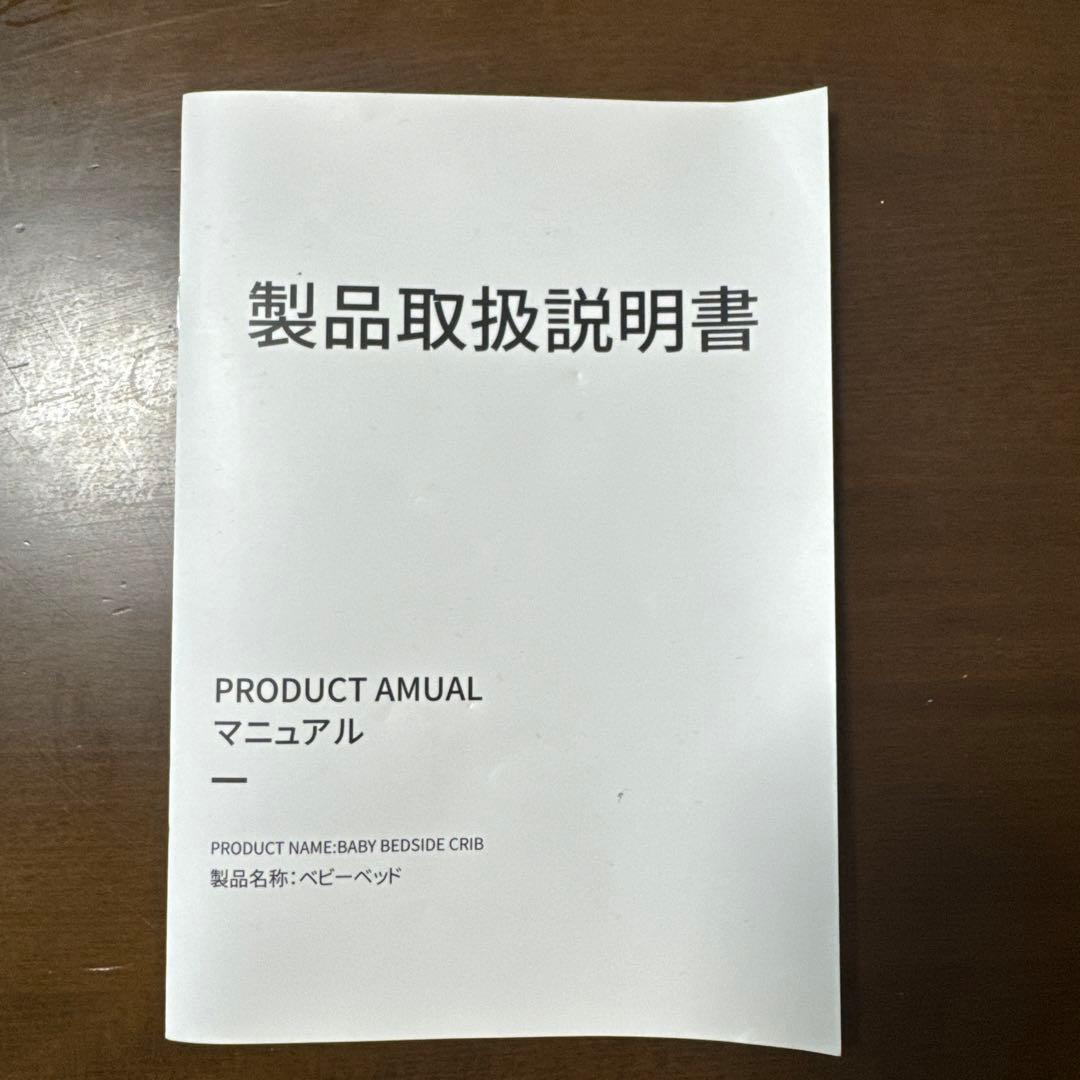 製品取扱説明書
PRODUCT AMUAL
マニュアル
PRODUCT NAME:BABY BEDSIDE CRIB
製品名称：ベビーベッド